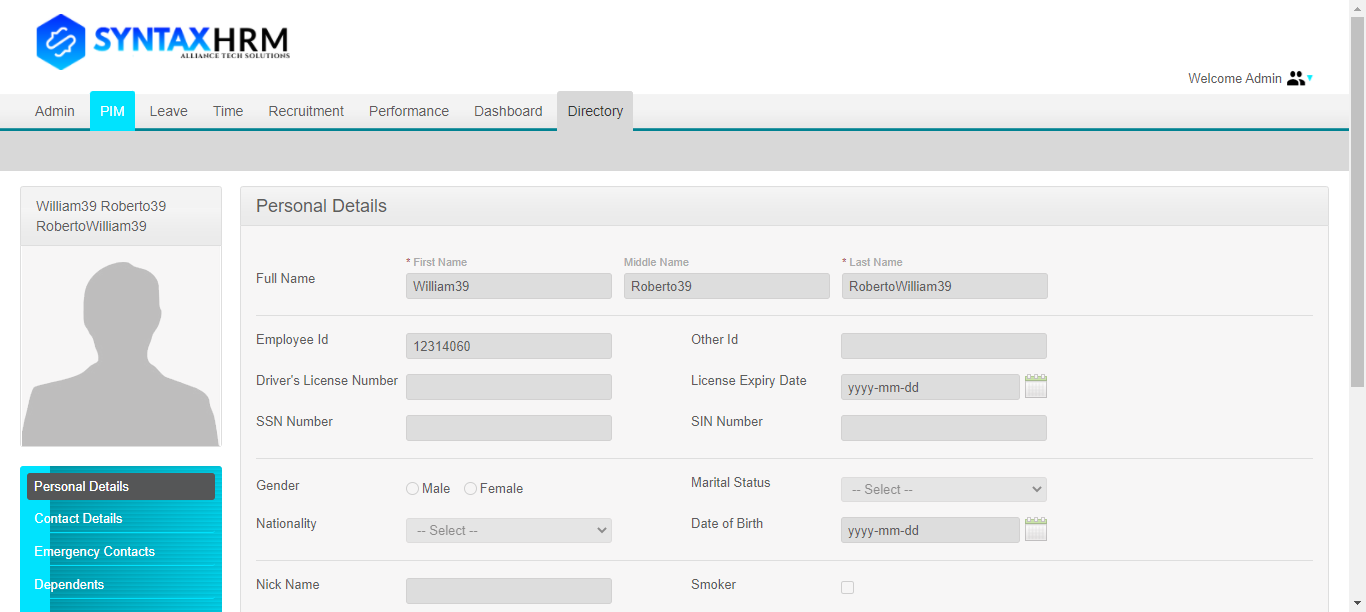 SYNTAXHRM
ALLIANCE TECH SOLUTIONS
Welcome Admin
Admin PIM Leave Time Recruitment Performance Dashboard Directory
William39 Roberto39
RobertoWilliam39
Personal Details
* First Name Middle Name * Last Name
Full Name William39 Roberto39 RobertoWilliam39
Employee Id 12314060 Other Id
Driver's License Number License Expiry Date yyyy-mm-dd
SSN Number SIN Number
Gender Male Female Marital Status -- Select --
Nationality -- Select -- Date of Birth yyyy-mm-dd
Nick Name Smoker
Personal Details
Contact Details
Emergency Contacts
Dependents